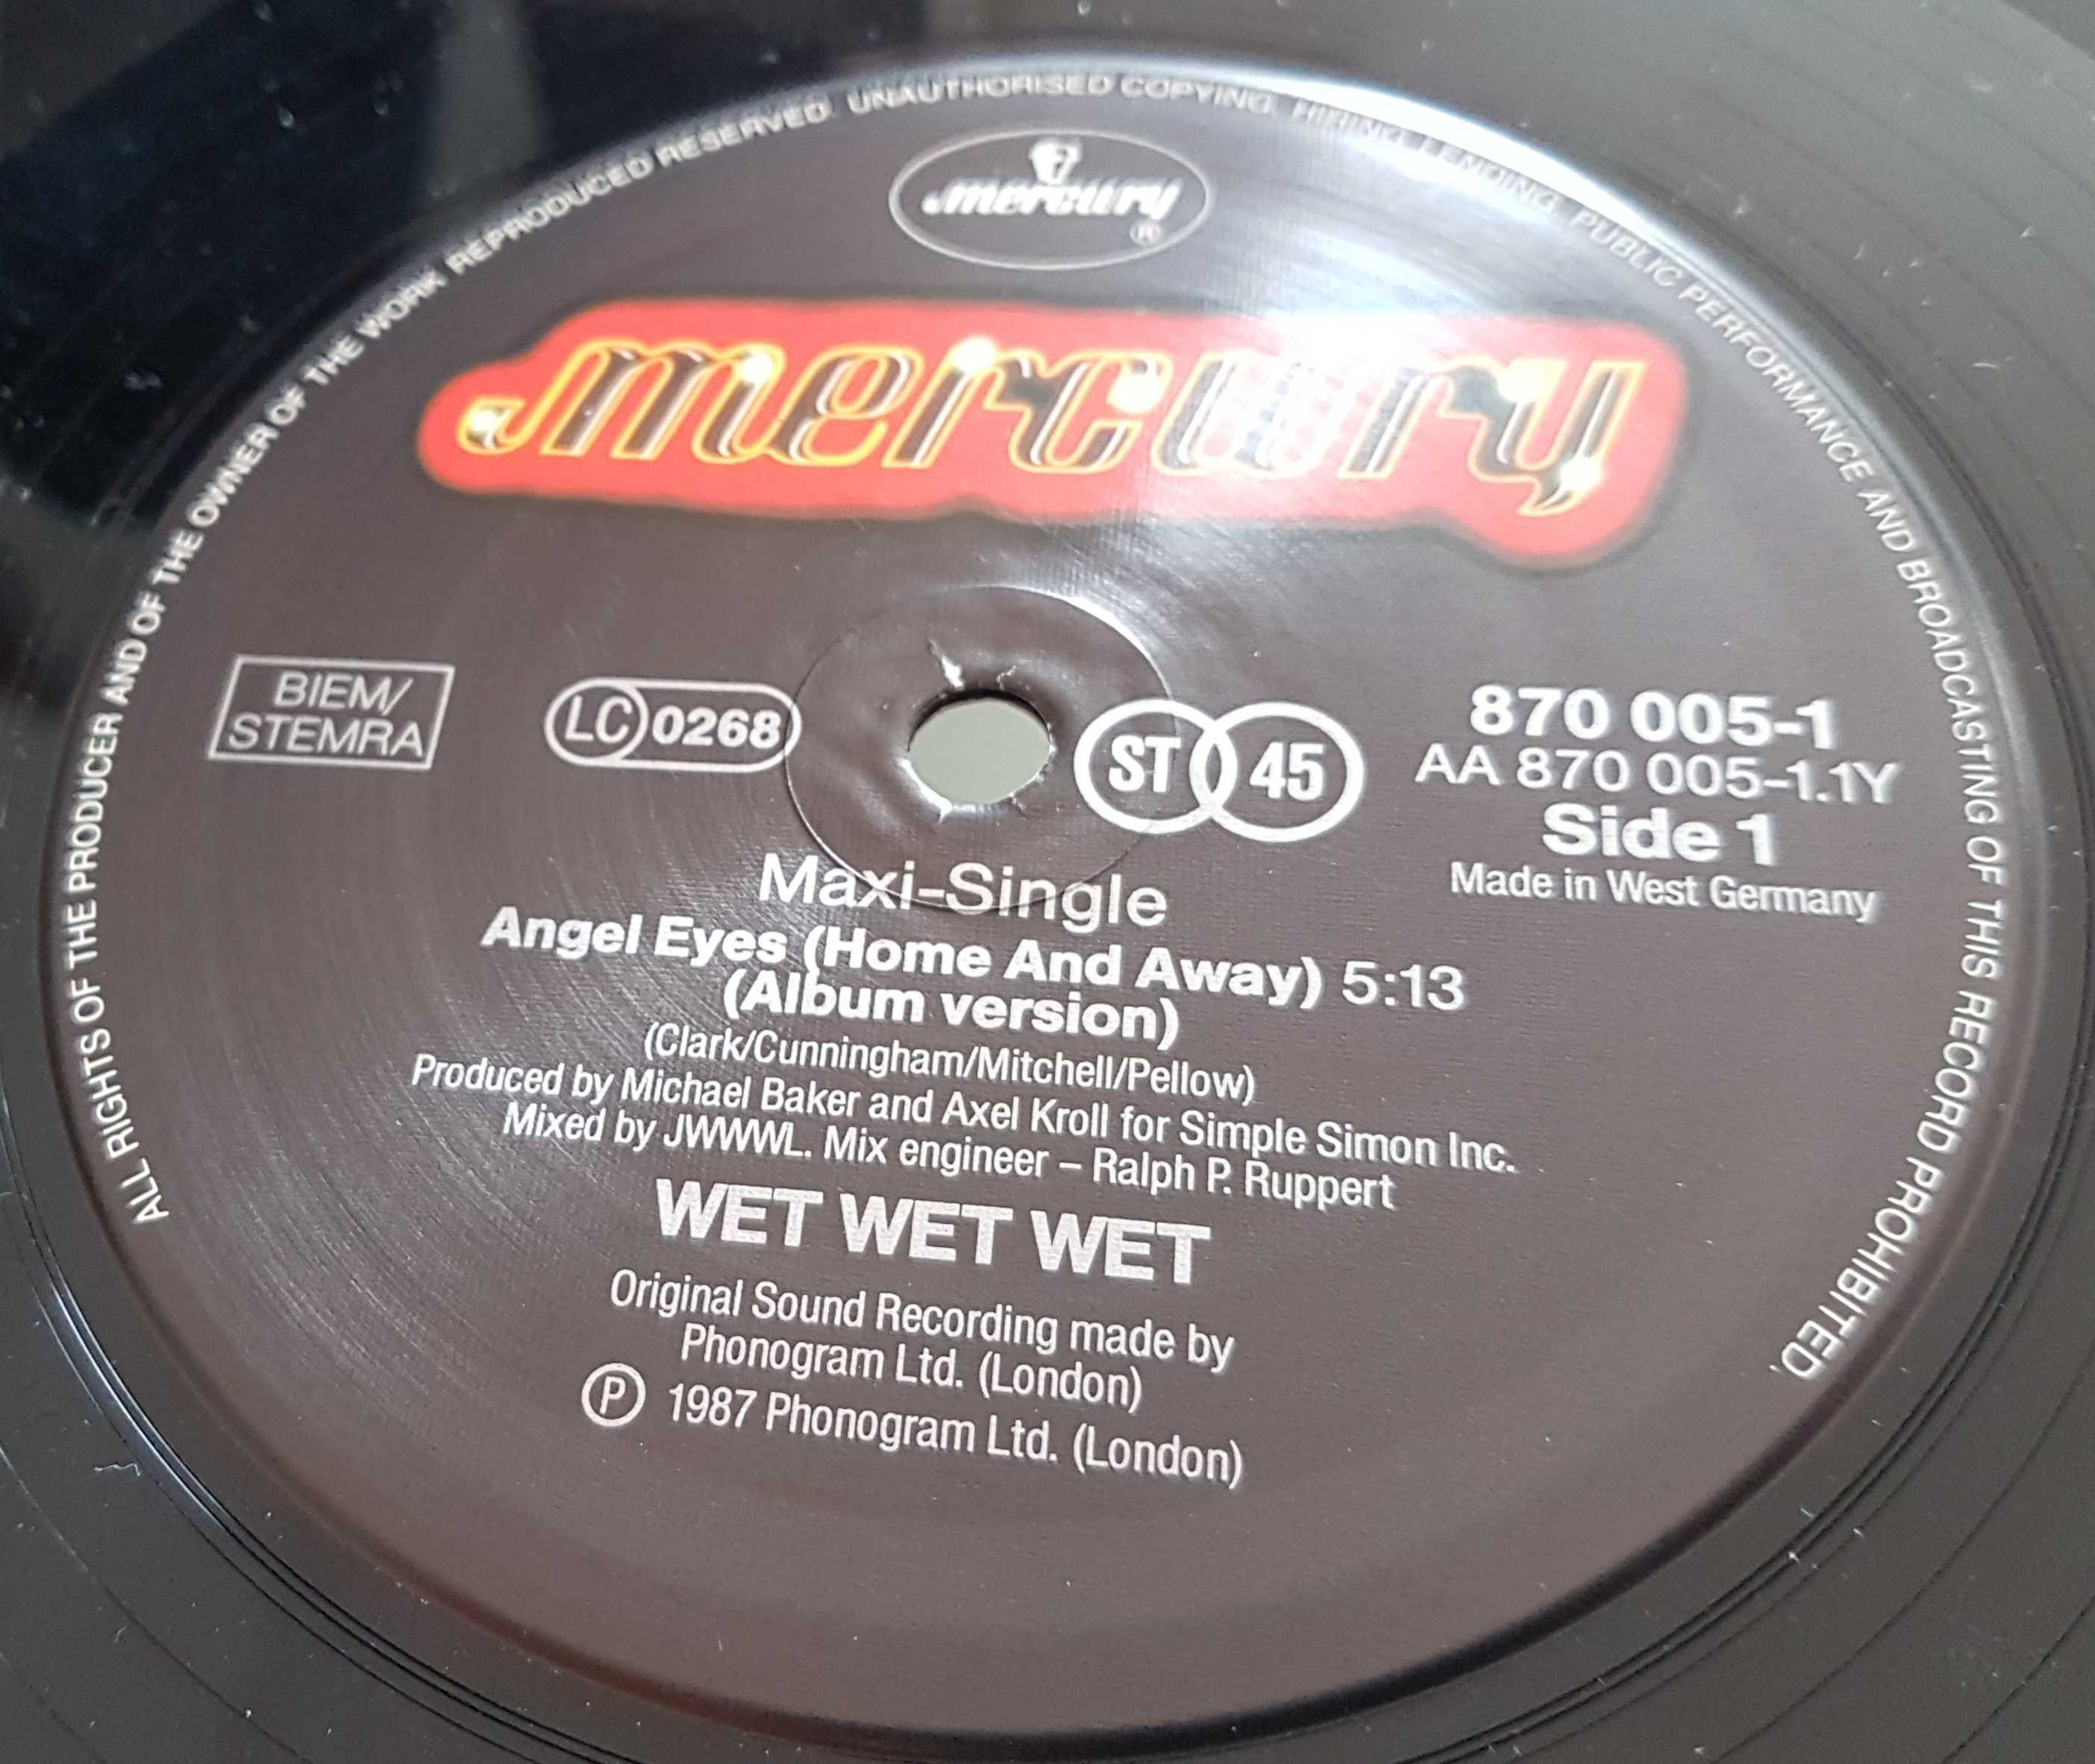 ALL RIGHTS OF THE PRODUCER AND OF THE OWNER OF THE WORK REPRODUCED RESERVED. UNAUTHORISED COPYING, HIRING, LENDING, PUBLIC PERFORMANCE AND BROADCASTING OF THIS RECORD PROHIBITED.
mercury
®
mercury
BIEM/
STEMRA
LC 0268
ST 45
870 005-1
AA 870 005-1.1Y
Side 1
Made in West Germany
Maxi-Single
Angel Eyes (Home And Away) 5:13
(Album version)
(Clark/Cunningham/Mitchell/Pellow)
Produced by Michael Baker and Axel Kroll for Simple Simon Inc.
Mixed by JWWWL. Mix engineer – Ralph P. Ruppert
WET WET WET
Original Sound Recording made by
Phonogram Ltd. (London)
Ⓟ 1987 Phonogram Ltd. (London)